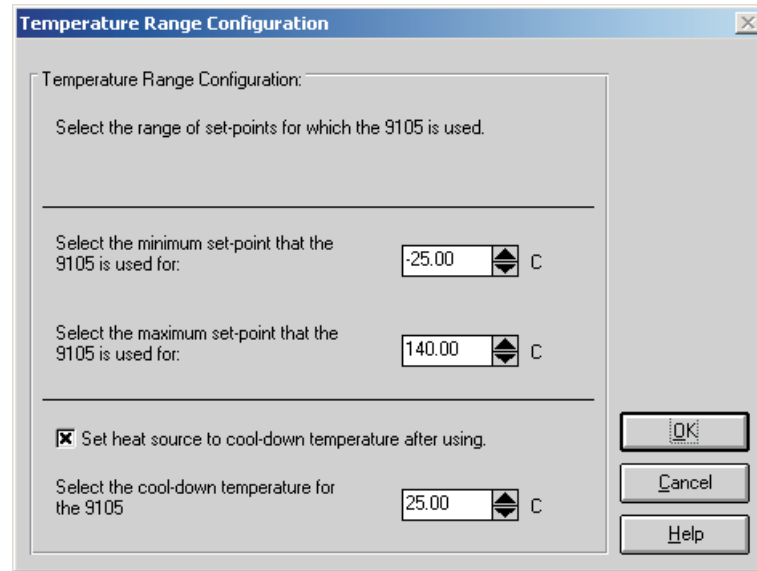 Temperature Range Configuration
Temperature Range Configuration:
Select the range of set-points for which the 9105 is used.
Select the minimum set-point that the
9105 is used for:
-25.00 C
Select the maximum set-point that the
9105 is used for:
140.00 C
Set heat source to cool-down temperature after using.
Select the cool-down temperature for
the 9105
25.00 C
OK
Cancel
Help